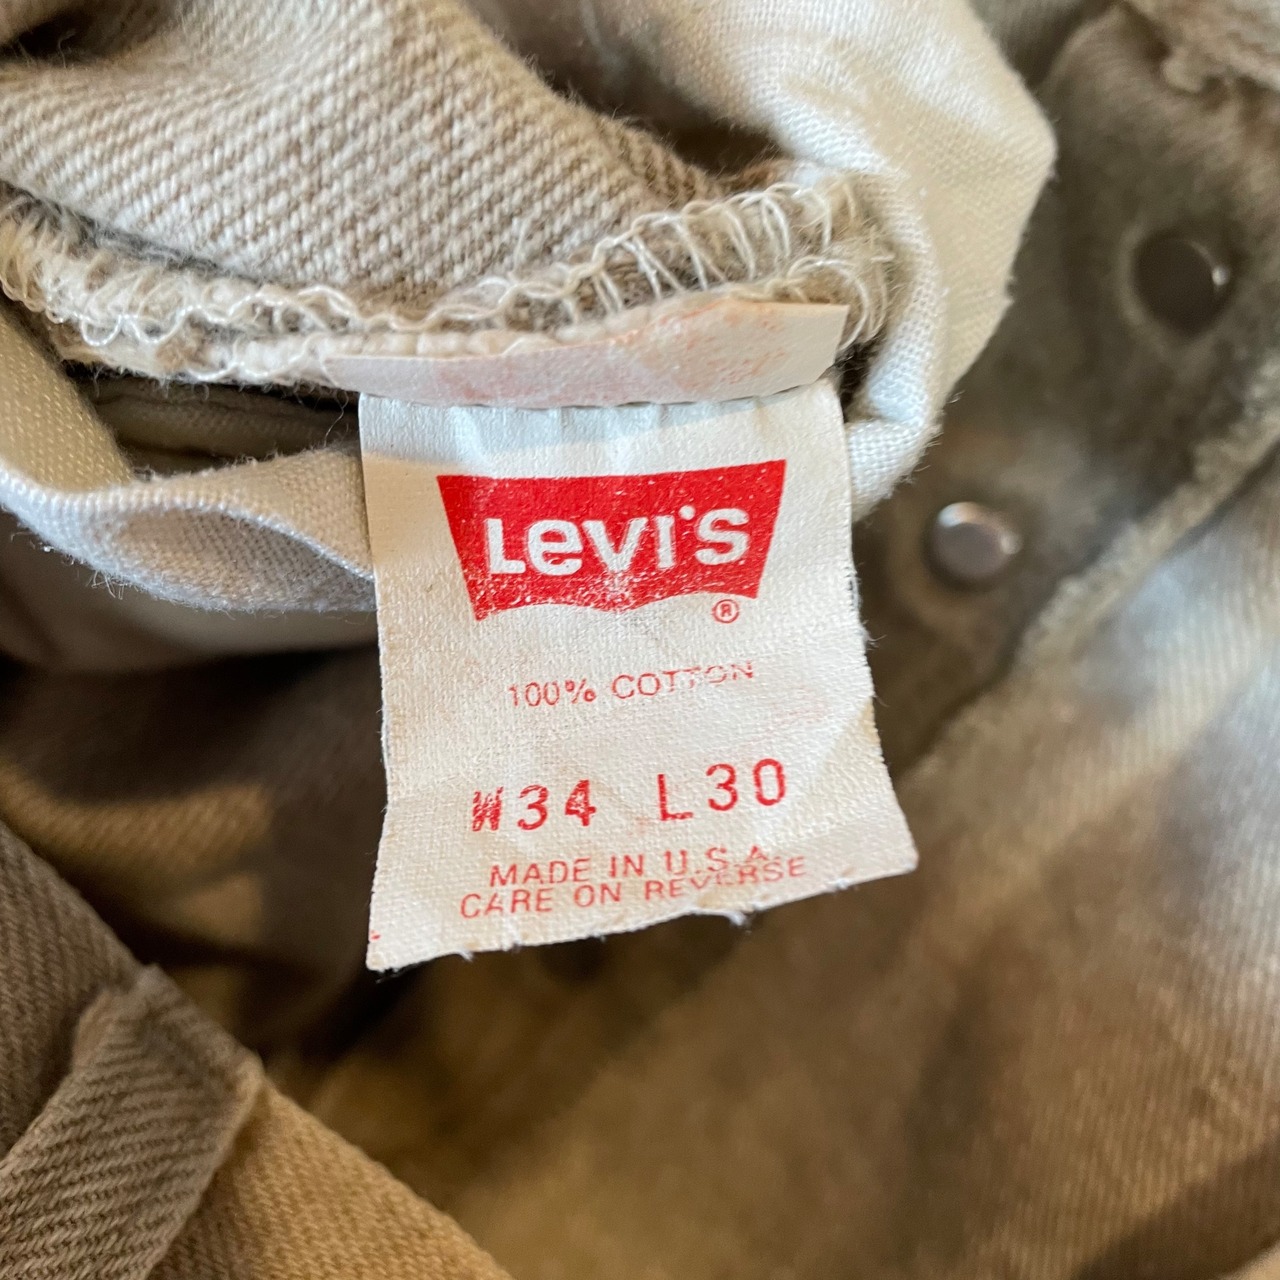 Levi's
®
100% COTTON
W34 L30
MADE IN U.S.A.
CARE ON REVERSE